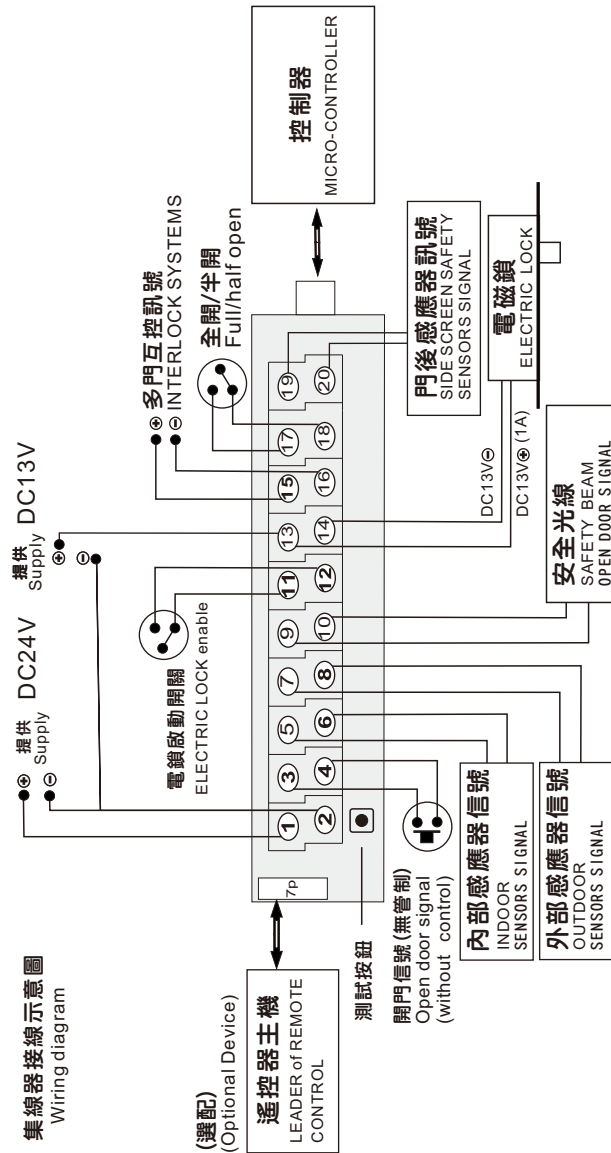 集線器接線示意圖
Wiring diagram
提供
Supply
DC24V
⊕
⊖
提供
Supply
DC13V
⊕
⊖
電鎖啟動開關
ELECTRIC LOCK enable
⊕ 多門互控訊號
⊖ INTERLOCK SYSTEMS
全開/半開
Full/half open
(選配)
(Optional Device)
遙控器主機
LEADER of REMOTE
CONTROL
7p
1 3 5 7 9 11 13 15 17 19
2 4 6 8 10 12 14 16 18 20
控制器
MICRO-CONTROLLER
測試按鈕
開門信號(無管制)
Open door signal
(without control)
內部感應器信號
INDOOR
SENSORS SIGNAL
外部感應器信號
OUTDOOR
SENSORS SIGNAL
安全光線
SAFETY BEAM
OPEN DOOR SIGNAL
DC13V⊖
DC13V⊕ (1A)
門後感應器訊號
SIDE SCREEN SAFETY
SENSORS SIGNAL
電磁鎖
ELECTRIC LOCK